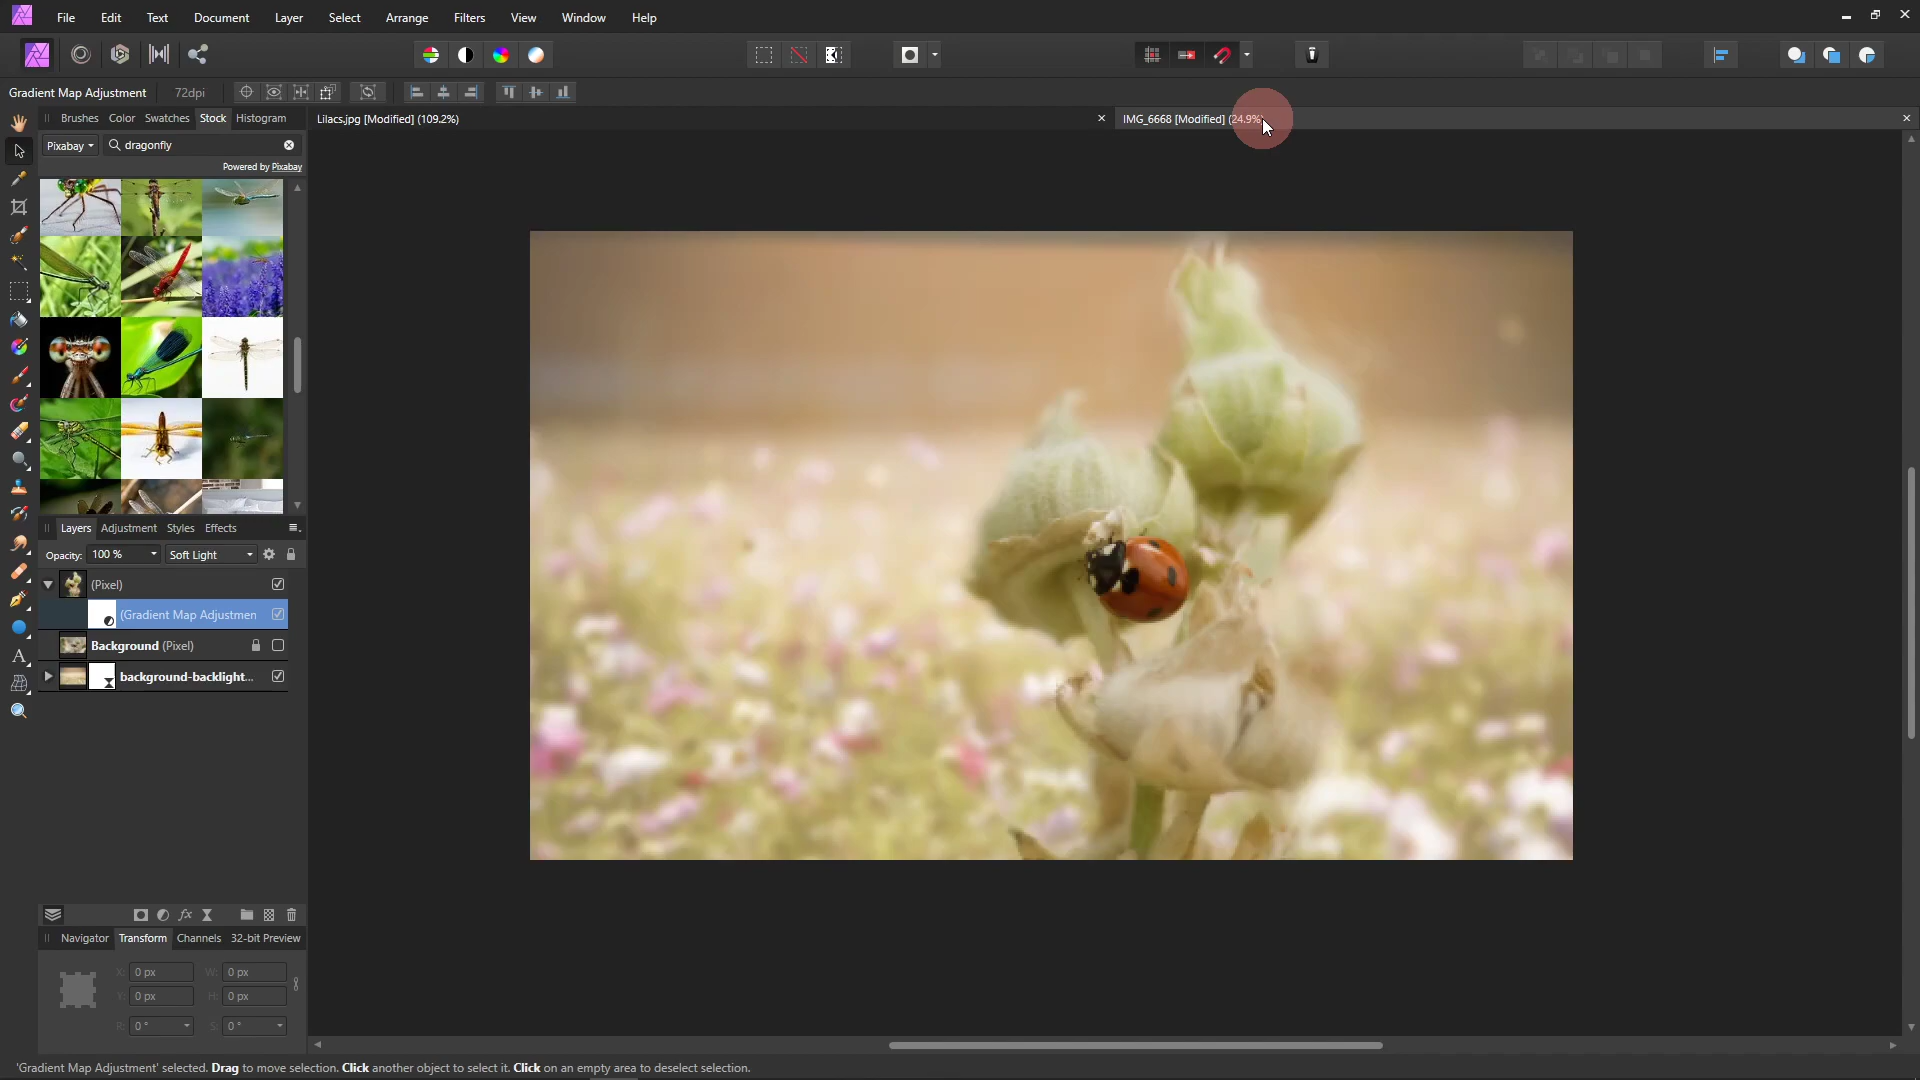 File Edit Text Document Layer Select Arrange Filters View Window Help
Gradient Map Adjustment 72dpi
Brushes Color Swatches Stock Histogram
Lilacs.jpg [Modified] (109.2%)
IMG_6668 [Modified] (24.9%)
Pixabay dragonfly
Powered by Pixabay
Layers Adjustment Styles Effects
Opacity: 100 % Soft Light
(Pixel)
(Gradient Map Adjustmen
Background (Pixel)
background-backlight...
Navigator Transform Channels 32-bit Preview
X: 0 px W: 0 px
Y: 0 px H: 0 px
R: 0 ° S: 0 °
'Gradient Map Adjustment' selected. Drag to move selection. Click another object to select it. Click on an empty area to deselect selection.